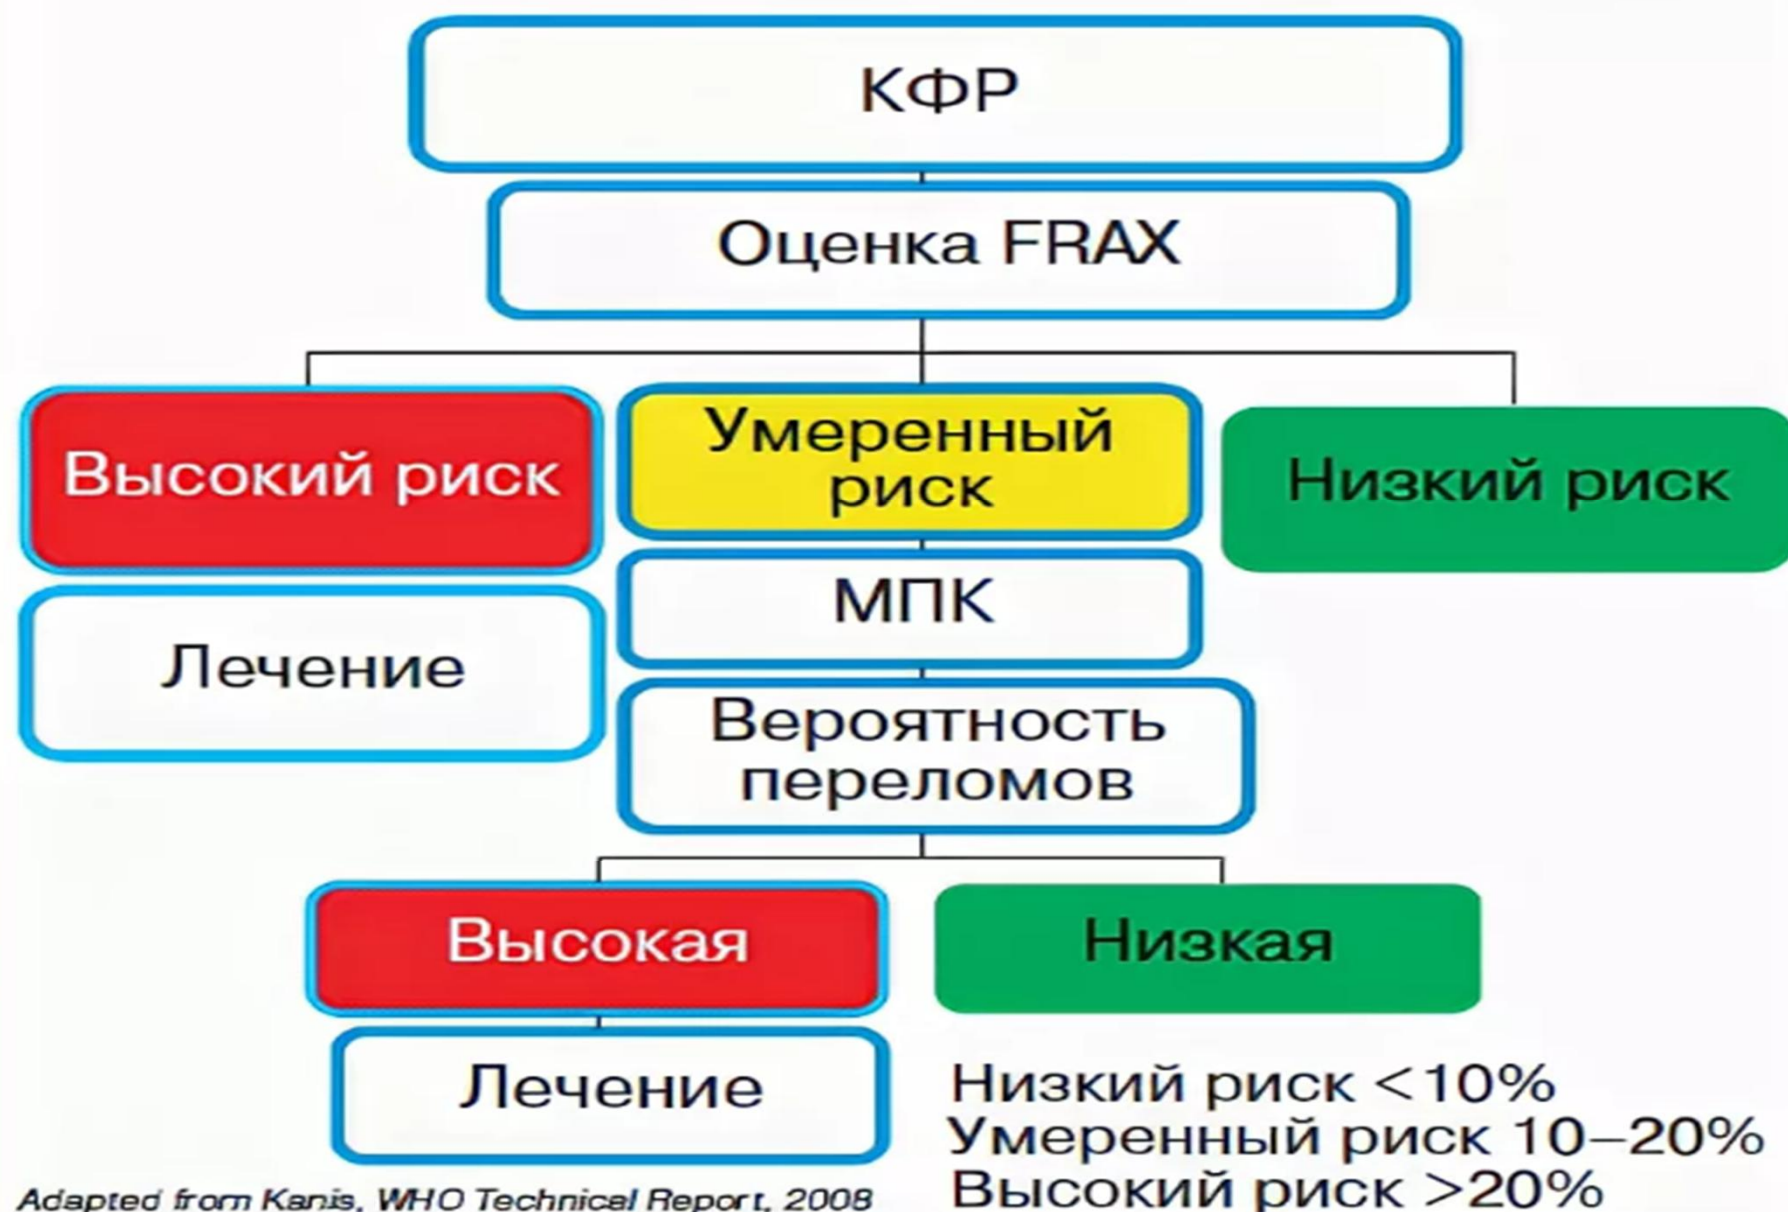 КФР
Оценка FRAX
Высокий риск
Умеренный
риск
Низкий риск
Лечение
МПК
Вероятность
переломов
Высокая
Низкая
Лечение
Низкий риск <10%
Умеренный риск 10–20%
Высокий риск >20%
Adapted from Kanis, WHO Technical Report, 2008